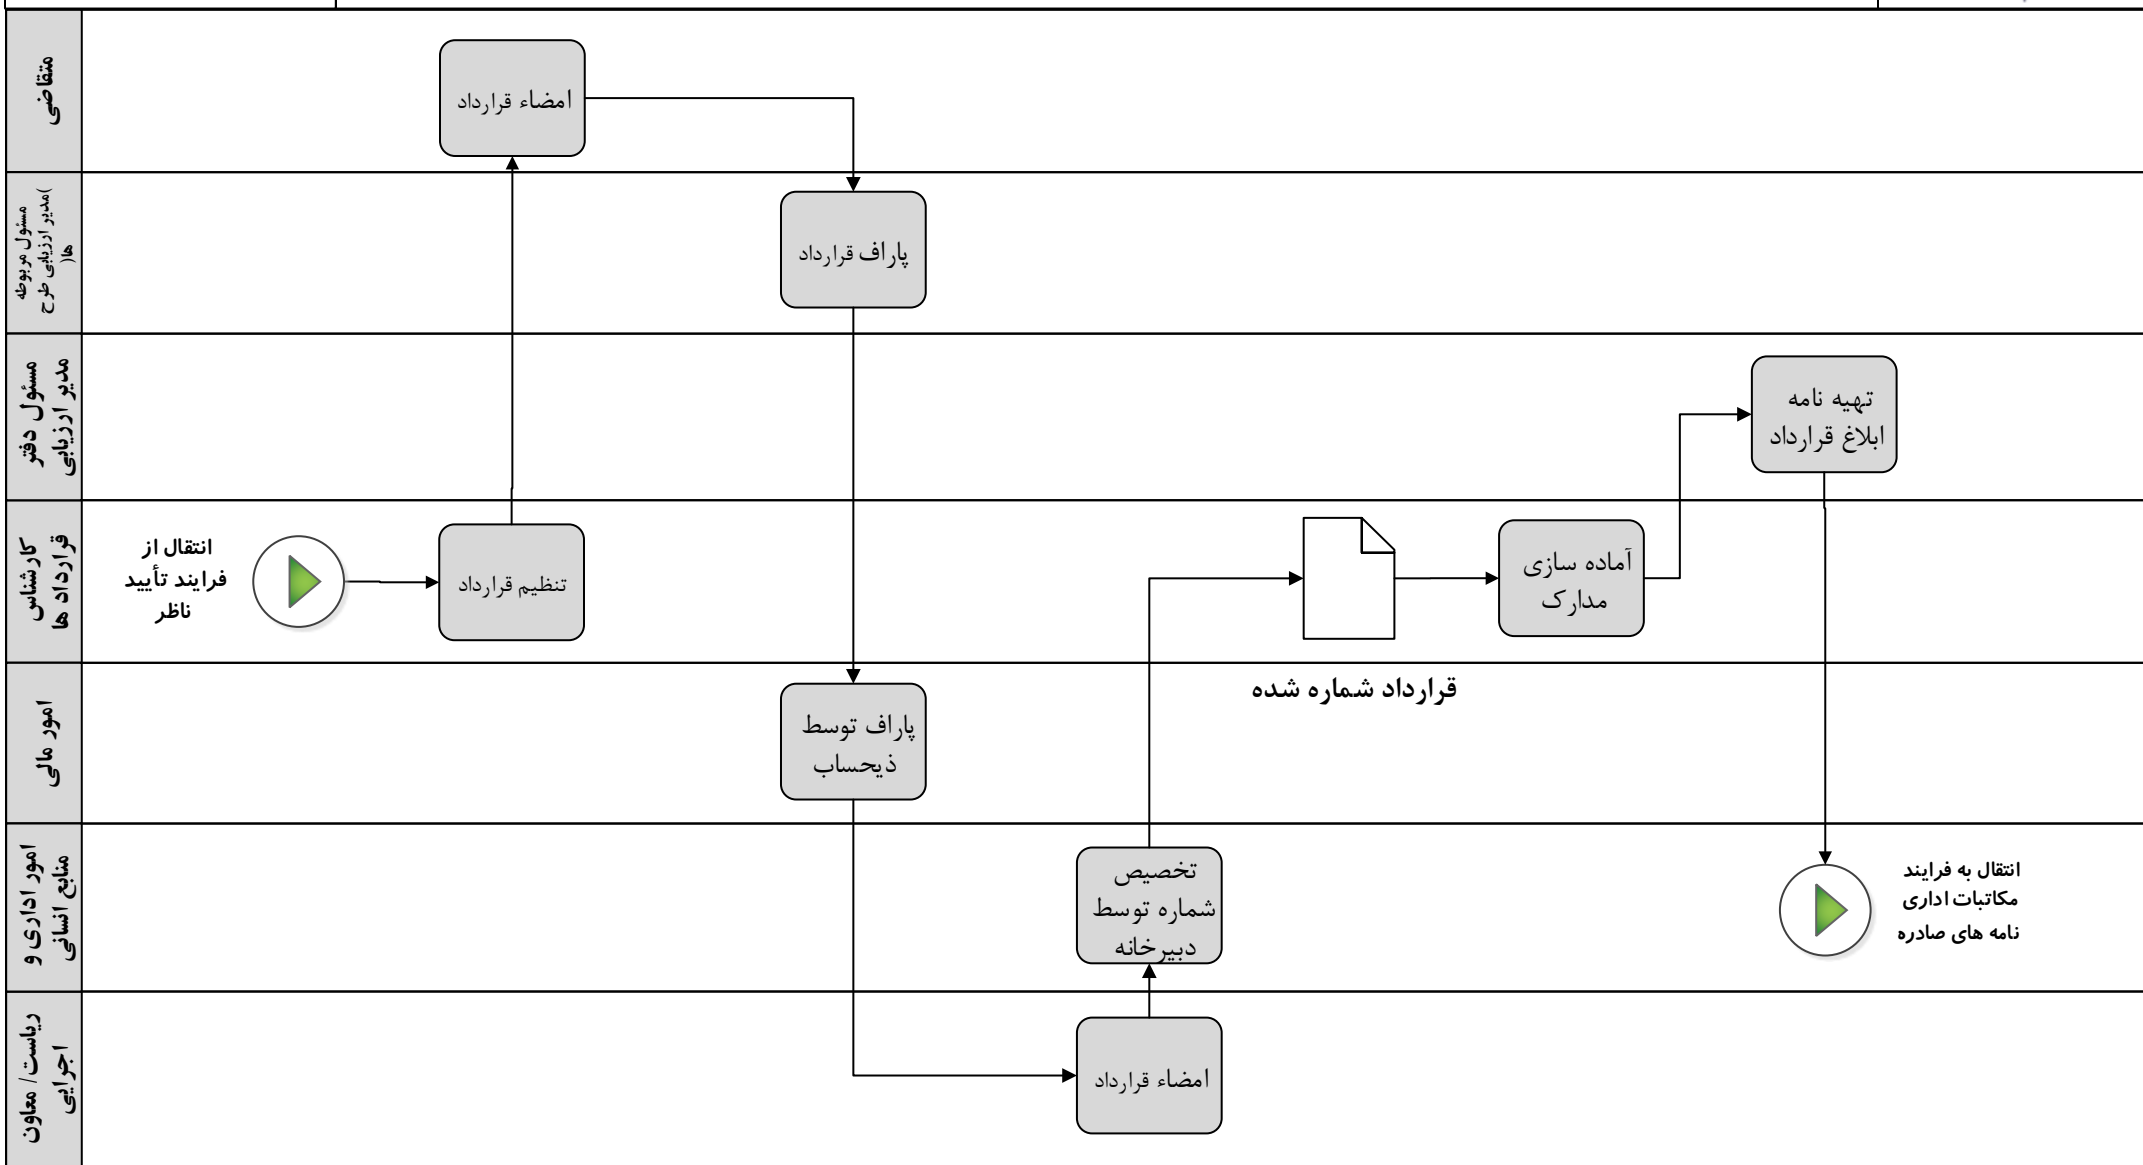 متقاضی
امضاء قرارداد
مسئول مربوطه
)مدیر ارزیابی طرح
ها(
پاراف قرارداد
مسئول دفتر
مدیر ارزیابی
تهیه نامه
ابلاغ قرارداد
کارشناس
قرارداد ها
انتقال از
فرایند تأیید
ناظر
تنظیم قرارداد
آماده سازی
مدارک
امور مالی
پاراف توسط
ذیحساب
قرارداد شماره شده
امور اداری و
منابع انسانی
تخصیص
شماره توسط
دبیرخانه
انتقال به فرایند
مکاتبات اداری
نامه های صادره
ریاست/ معاون
اجرایی
امضاء قرارداد